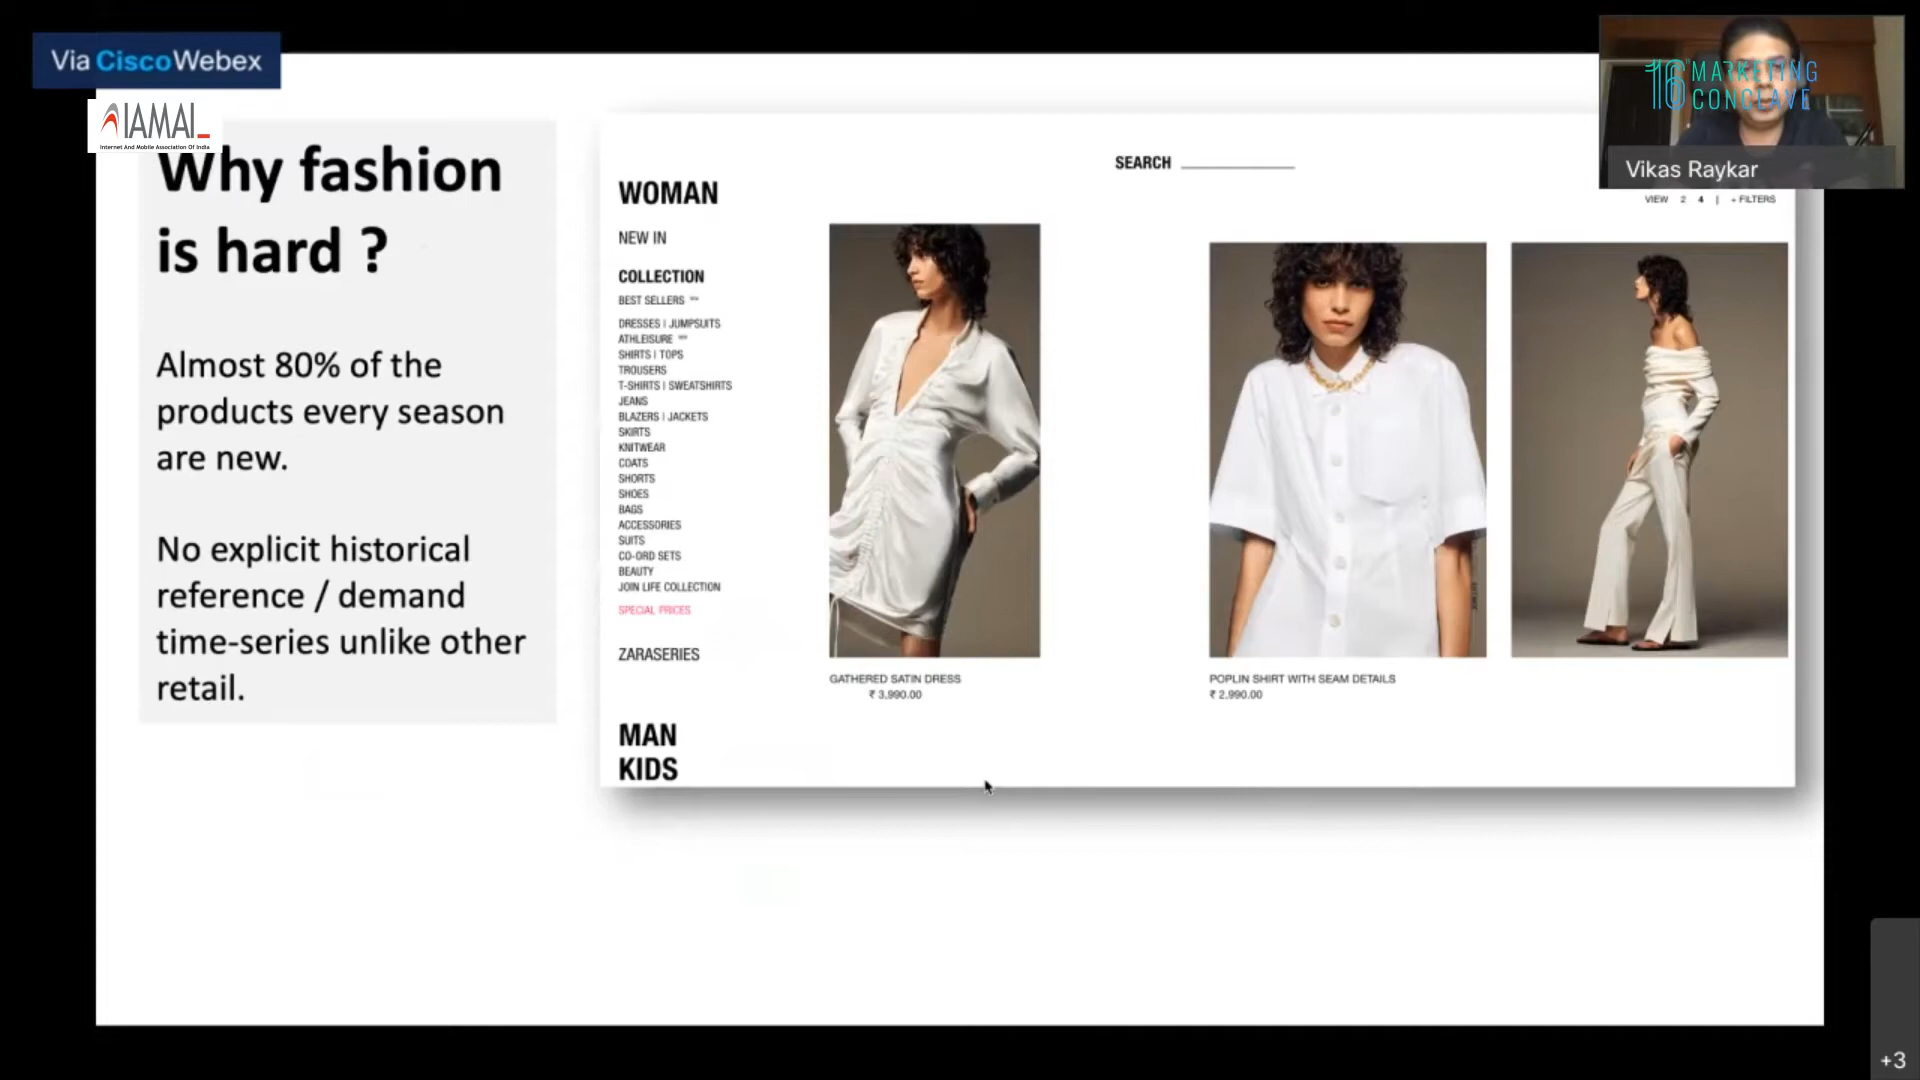 Via CiscoWebex
IAMAI
Internet And Mobile Association Of India
16th MARKETING
CONCLAVE
Vikas Raykar
Why fashion
is hard ?
Almost 80% of the
products every season
are new.
No explicit historical
reference / demand
time-series unlike other
retail.
SEARCH
VIEW 2 4 | + FILTERS
WOMAN
NEW IN
COLLECTION
BEST SELLERS
DRESSES | JUMPSUITS
ATHLEISURE
SHIRTS | TOPS
TROUSERS
T-SHIRTS | SWEATSHIRTS
JEANS
BLAZERS | JACKETS
SKIRTS
KNITWEAR
COATS
SHORTS
SHOES
BAGS
ACCESSORIES
SUITS
CO-ORD SETS
BEAUTY
JOIN LIFE COLLECTION
SPECIAL PRICES
ZARASERIES
MAN
KIDS
GATHERED SATIN DRESS
₹ 3,990.00
POPLIN SHIRT WITH SEAM DETAILS
₹ 2,990.00
+3